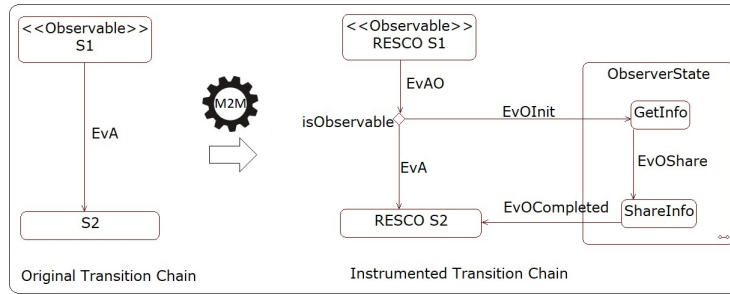 <<Observable>>
S1
EvA
S2
Original Transition Chain
M2M
<<Observable>>
RESCO S1
EvAO
isObservable
EvA
RESCO S2
EvOInit
ObserverState
GetInfo
EvOShare
ShareInfo
EvOCompleted
Instrumented Transition Chain